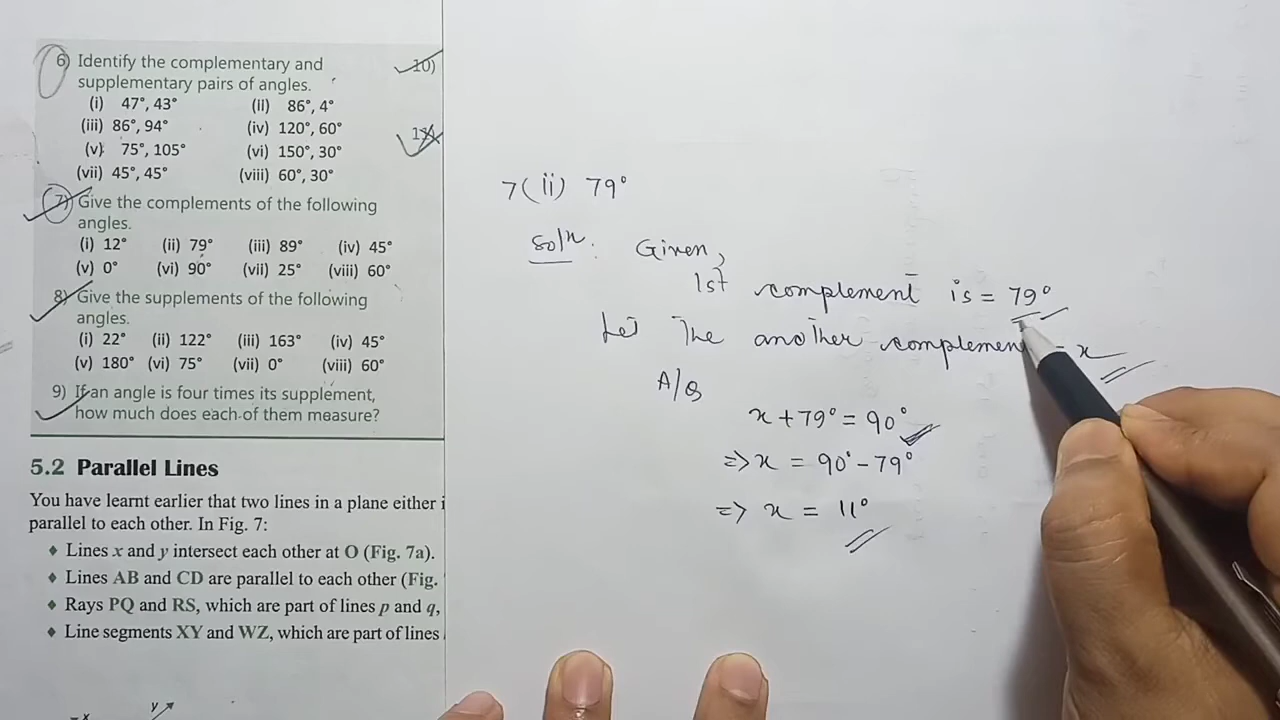 6) Identify the complementary and
supplementary pairs of angles.
(i) 47°, 43° (ii) 86°, 4°
(iii) 86°, 94° (iv) 120°, 60°
(v) 75°, 105° (vi) 150°, 30°
(vii) 45°, 45° (viii) 60°, 30°
7) Give the complements of the following
angles.
(i) 12° (ii) 79° (iii) 89° (iv) 45°
(v) 0° (vi) 90° (vii) 25° (viii) 60°
8) Give the supplements of the following
angles.
(i) 22° (ii) 122° (iii) 163° (iv) 45°
(v) 180° (vi) 75° (vii) 0° (viii) 60°
9) If an angle is four times its supplement,
how much does each of them measure?
5.2 Parallel Lines
You have learnt earlier that two lines in a plane either
parallel to each other. In Fig. 7:
♦ Lines x and y intersect each other at O (Fig. 7a).
♦ Lines AB and CD are parallel to each other (Fig.
♦ Rays PQ and RS, which are part of lines p and q,
♦ Line segments XY and WZ, which are part of lines
x y
10)
7(ii) 79°
Solⁿ: Given,
1st complement is = 79°
Let The another complemen = x
A/Q
x + 79° = 90°
=> x = 90° - 79°
=> x = 11°